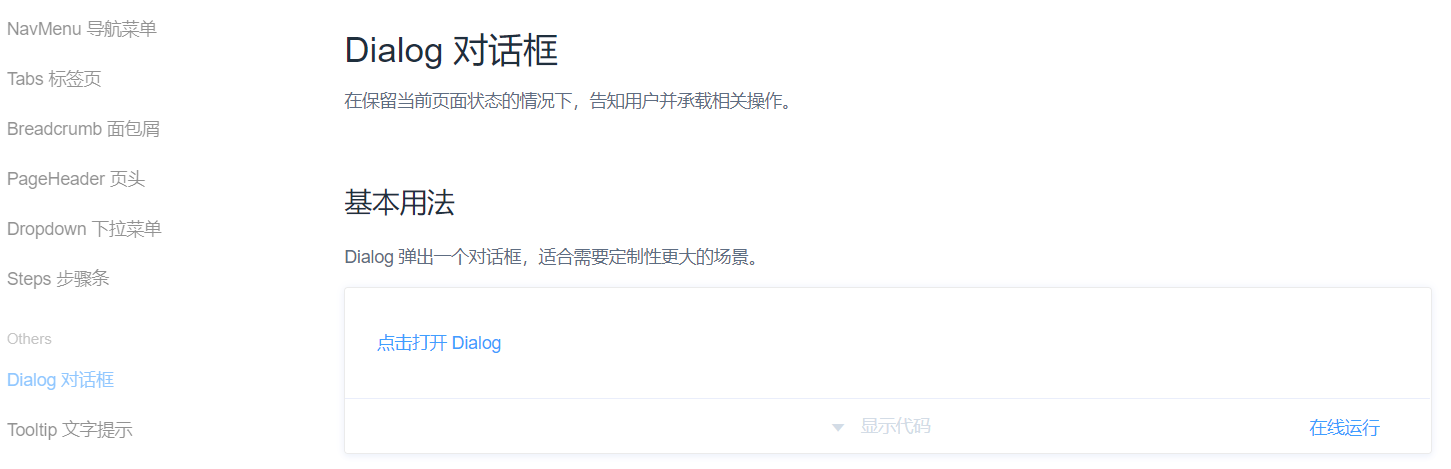 NavMenu 导航菜单
Tabs 标签页
Breadcrumb 面包屑
PageHeader 页头
Dropdown 下拉菜单
Steps 步骤条
Others
Dialog 对话框
Tooltip 文字提示
Dialog 对话框
在保留当前页面状态的情况下，告知用户并承载相关操作。
基本用法
Dialog 弹出一个对话框，适合需要定制性更大的场景。
点击打开 Dialog
显示代码
在线运行